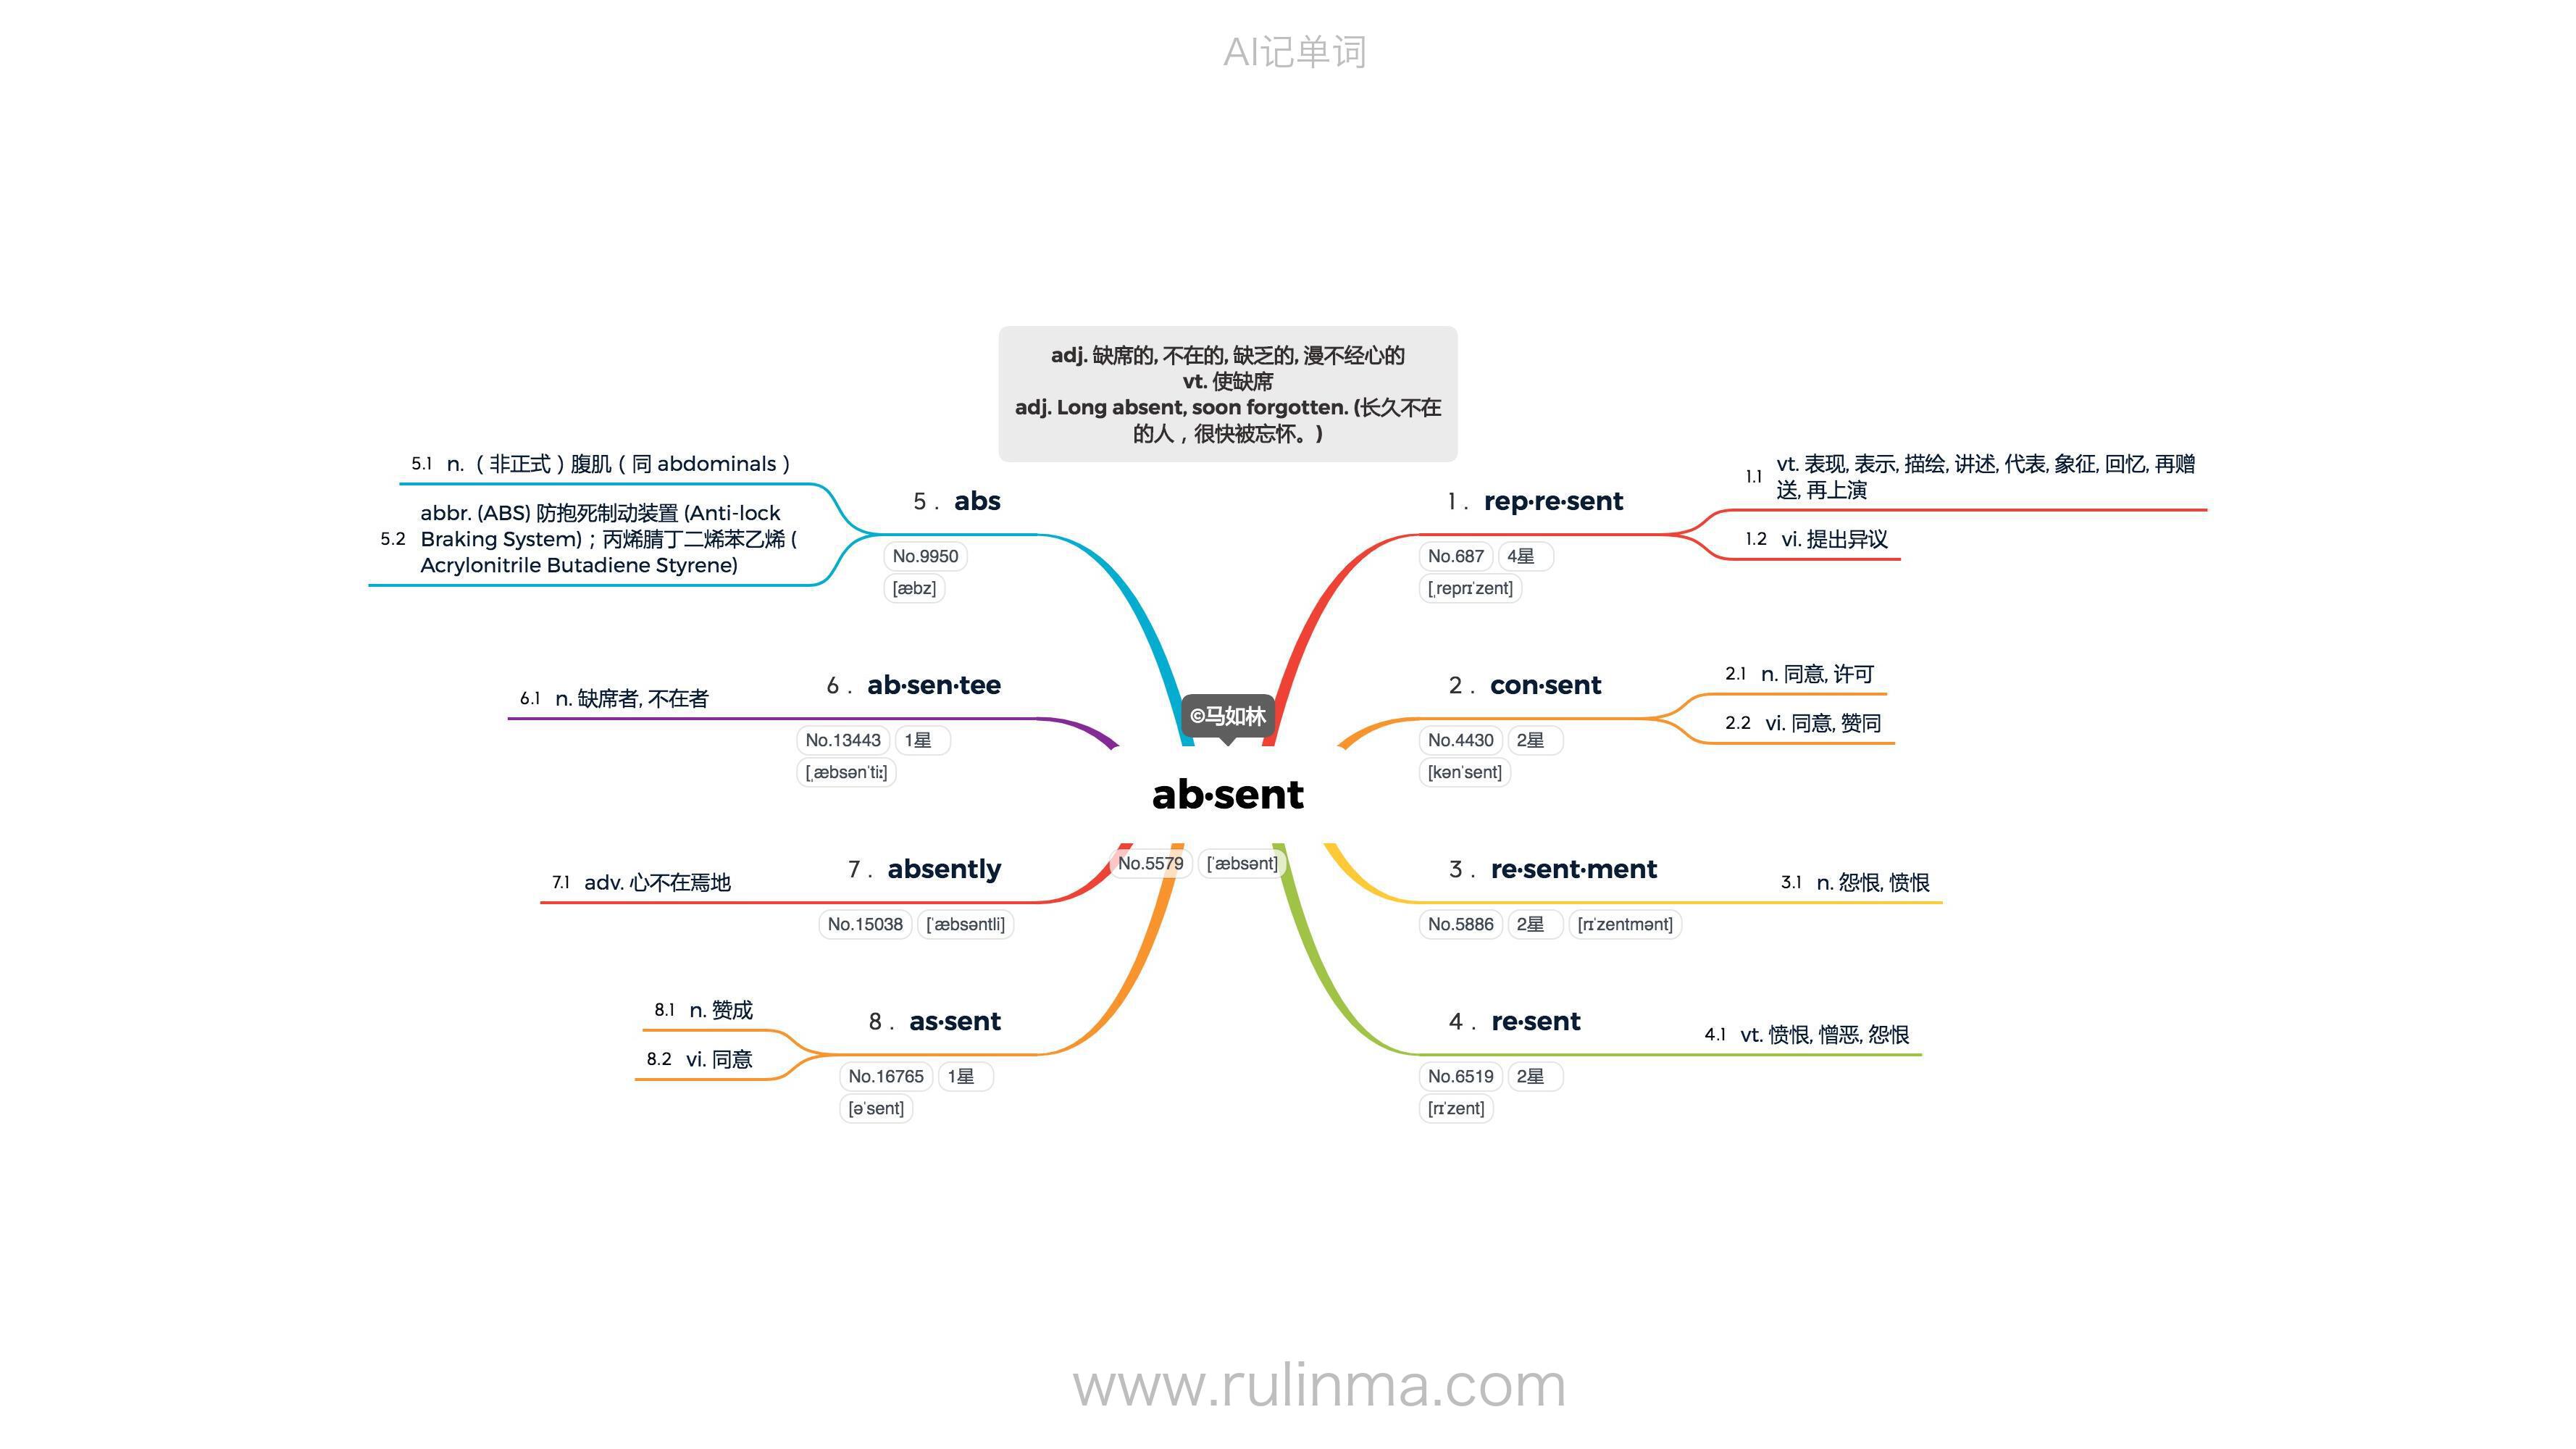 AI记单词
adj. 缺席的, 不在的, 缺乏的, 漫不经心的
vt. 使缺席
adj. Long absent, soon forgotten. (长久不在
的人，很快被忘怀。)
©马如林
ab·sent
No.5579 [ˈæbsənt]
1. rep·re·sent
No.687 4星
[ˌreprɪˈzent]
1.1 vt. 表现, 表示, 描绘, 讲述, 代表, 象征, 回忆, 再赠
送, 再上演
1.2 vi. 提出异议
2. con·sent
No.4430 2星
[kənˈsent]
2.1 n. 同意, 许可
2.2 vi. 同意, 赞同
3. re·sent·ment
No.5886 2星 [rɪˈzentmənt]
3.1 n. 怨恨, 愤恨
4. re·sent
No.6519 2星
[rɪˈzent]
4.1 vt. 愤恨, 憎恶, 怨恨
5. abs
No.9950
[æbz]
5.1 n.（非正式）腹肌（同 abdominals）
5.2 abbr. (ABS) 防抱死制动装置 (Anti-lock
Braking System)；丙烯腈丁二烯苯乙烯 (
Acrylonitrile Butadiene Styrene)
6. ab·sen·tee
No.13443 1星
[ˌæbsənˈtiː]
6.1 n. 缺席者, 不在者
7. absently
No.15038 [ˈæbsəntli]
7.1 adv. 心不在焉地
8. as·sent
No.16765 1星
[əˈsent]
8.1 n. 赞成
8.2 vi. 同意
www.rulinma.com